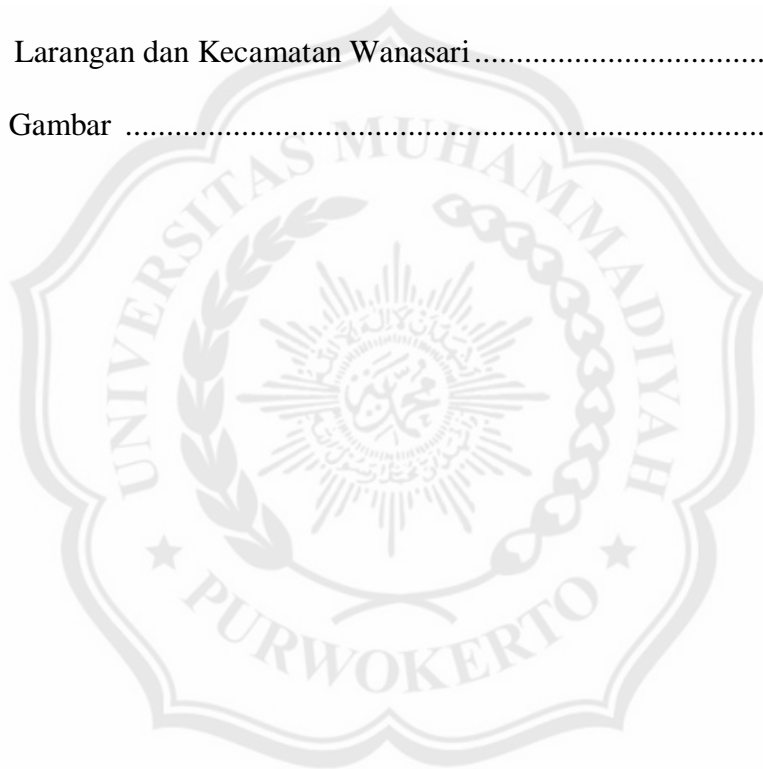 Larangan dan Kecamatan Wanasari...................................
Gambar ............................................................................
UNIVERSITAS MUHAMMADIYAH
PURWOKERTO